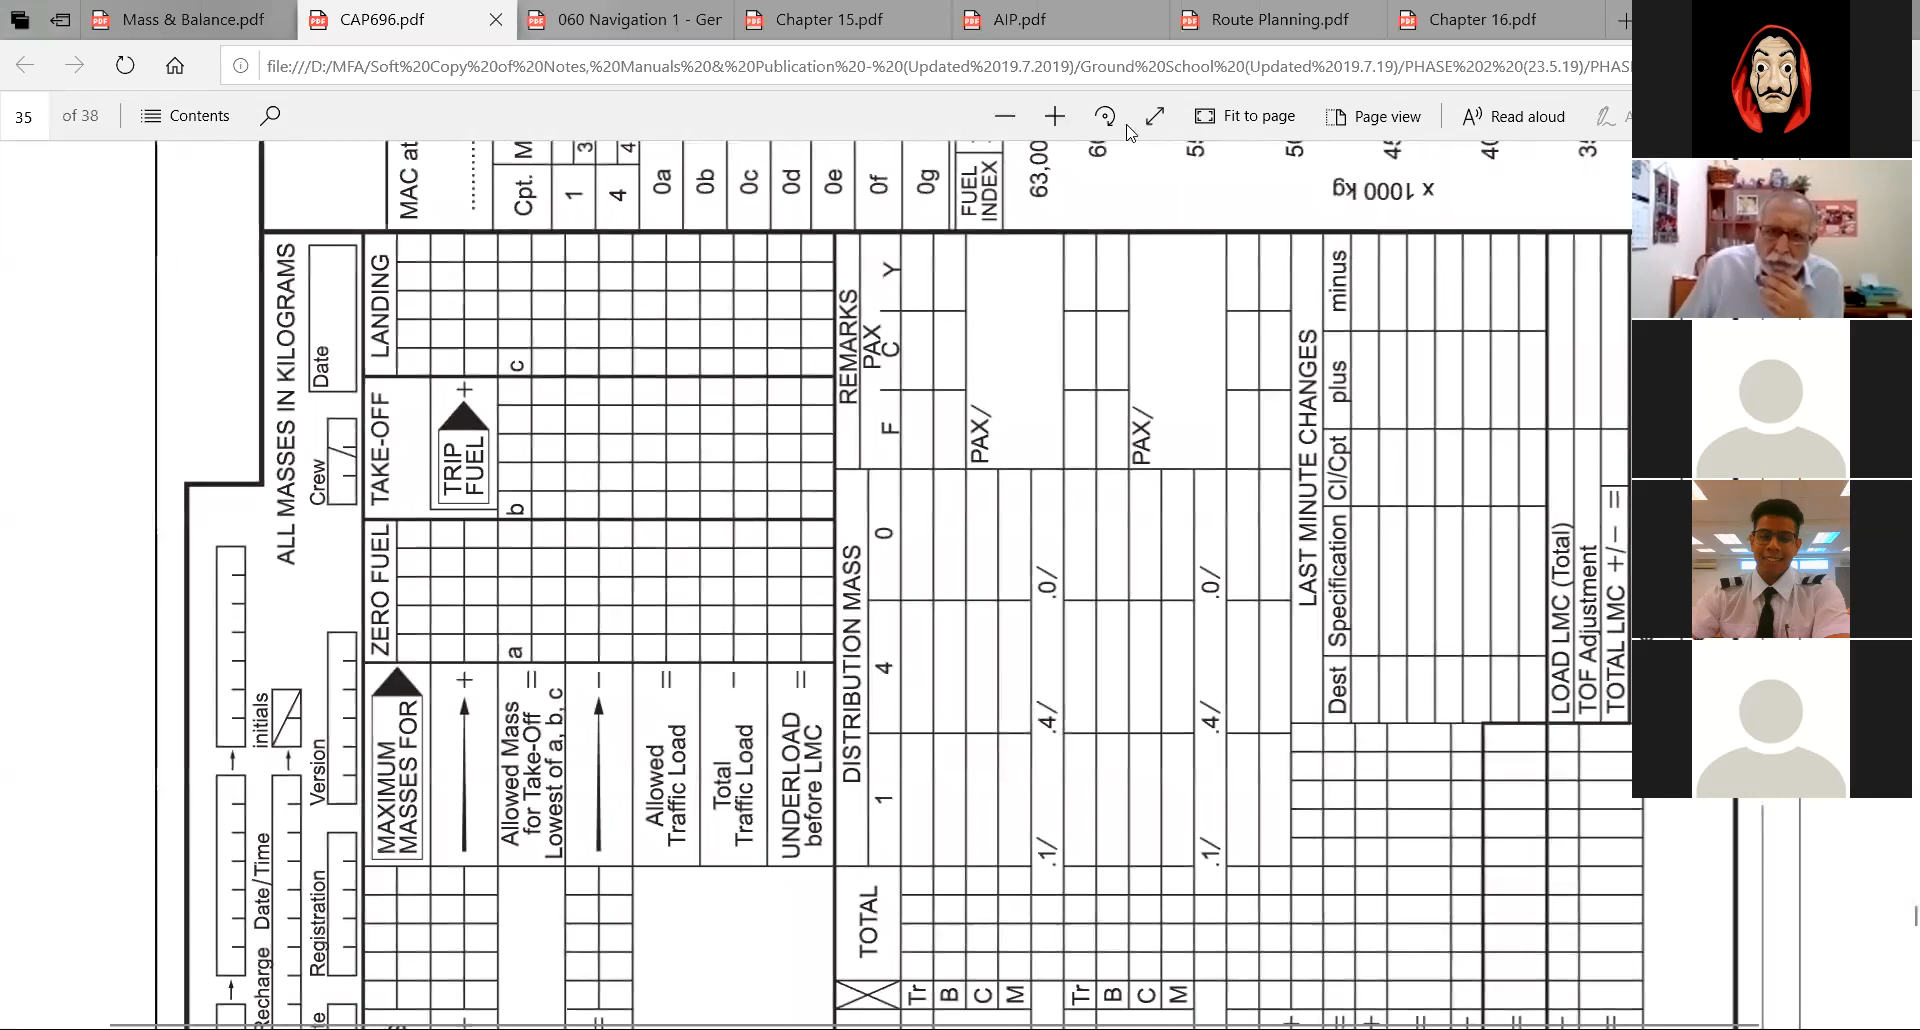 Mass & Balance.pdf
CAP696.pdf
060 Navigation 1 - Ger
Chapter 15.pdf
AIP.pdf
Route Planning.pdf
Chapter 16.pdf
file:///D:/MFA/Soft%20Copy%20of%20Notes,%20Manuals%20&%20Publication%20-%20(Updated%2019.7.2019)/Ground%20School%20(Updated%2019.7.19)/PHASE%202%20(23.5.19)/PHASE
35 of 38
Contents
Fit to page
Page view
Read aloud
ALL MASSES IN KILOGRAMS
Recharge Date/Time
initials
Registration
Version
Crew
Date
MAXIMUM
MASSES FOR
ZERO FUEL
TAKE-OFF
LANDING
+
TRIP
FUEL
+
Allowed Mass
for Take-Off
Lowest of a, b, c
=
a
b
c
-
Allowed
Traffic Load
=
Total
Traffic Load
-
UNDERLOAD
before LMC
=
TOTAL
DISTRIBUTION MASS
1
4
0
REMARKS
PAX
F
C
Y
Tr
B
C
PAX/
M
.1/
.4/
.0/
Tr
B
C
PAX/
M
.1/
.4/
.0/
LAST MINUTE CHANGES
Dest
Specification
Cl/Cpt
plus
minus
LOAD LMC (Total)
TOF Adjustment
TOTAL LMC +/- =
MAC at
Cpt.
M
1
3
4
4
0a
0b
0c
0d
0e
0f
0g
FUEL
INDEX
63,00
x 1000 kg